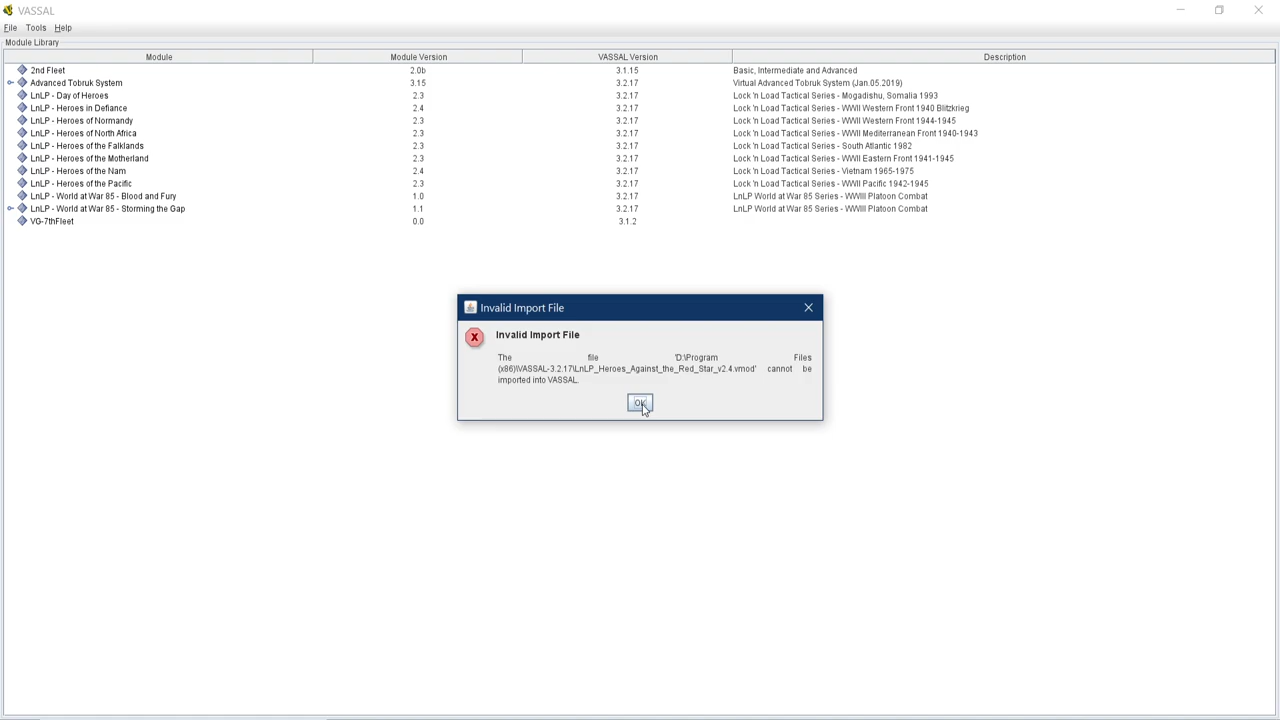 VASSAL
File Tools Help
Module Library
Module Module Version VASSAL Version Description
2nd Fleet 2.0b 3.1.15 Basic, Intermediate and Advanced
Advanced Tobruk System 3.15 3.2.17 Virtual Advanced Tobruk System (Jan.05.2019)
LnLP - Day of Heroes 2.3 3.2.17 Lock 'n Load Tactical Series - Mogadishu, Somalia 1993
LnLP - Heroes in Defiance 2.4 3.2.17 Lock 'n Load Tactical Series - WWII Western Front 1940 Blitzkrieg
LnLP - Heroes of Normandy 2.3 3.2.17 Lock 'n Load Tactical Series - WWII Western Front 1944-1945
LnLP - Heroes of North Africa 2.3 3.2.17 Lock 'n Load Tactical Series - WWII Mediterranean Front 1940-1943
LnLP - Heroes of the Falklands 2.3 3.2.17 Lock 'n Load Tactical Series - South Atlantic 1982
LnLP - Heroes of the Motherland 2.3 3.2.17 Lock 'n Load Tactical Series - WWII Eastern Front 1941-1945
LnLP - Heroes of the Nam 2.4 3.2.17 Lock 'n Load Tactical Series - Vietnam 1965-1975
LnLP - Heroes of the Pacific 2.3 3.2.17 Lock 'n Load Tactical Series - WWII Pacific 1942-1945
LnLP - World at War 85 - Blood and Fury 1.0 3.2.17 LnLP World at War 85 Series - WWIII Platoon Combat
LnLP - World at War 85 - Storming the Gap 1.1 3.2.17 LnLP World at War 85 Series - WWIII Platoon Combat
VG-7thFleet 0.0 3.1.2
Invalid Import File
Invalid Import File
The file 'D:\Program Files
(x86)\VASSAL-3.2.17\LnLP_Heroes_Against_the_Red_Star_v2.4.vmod' cannot be
imported into VASSAL.
OK